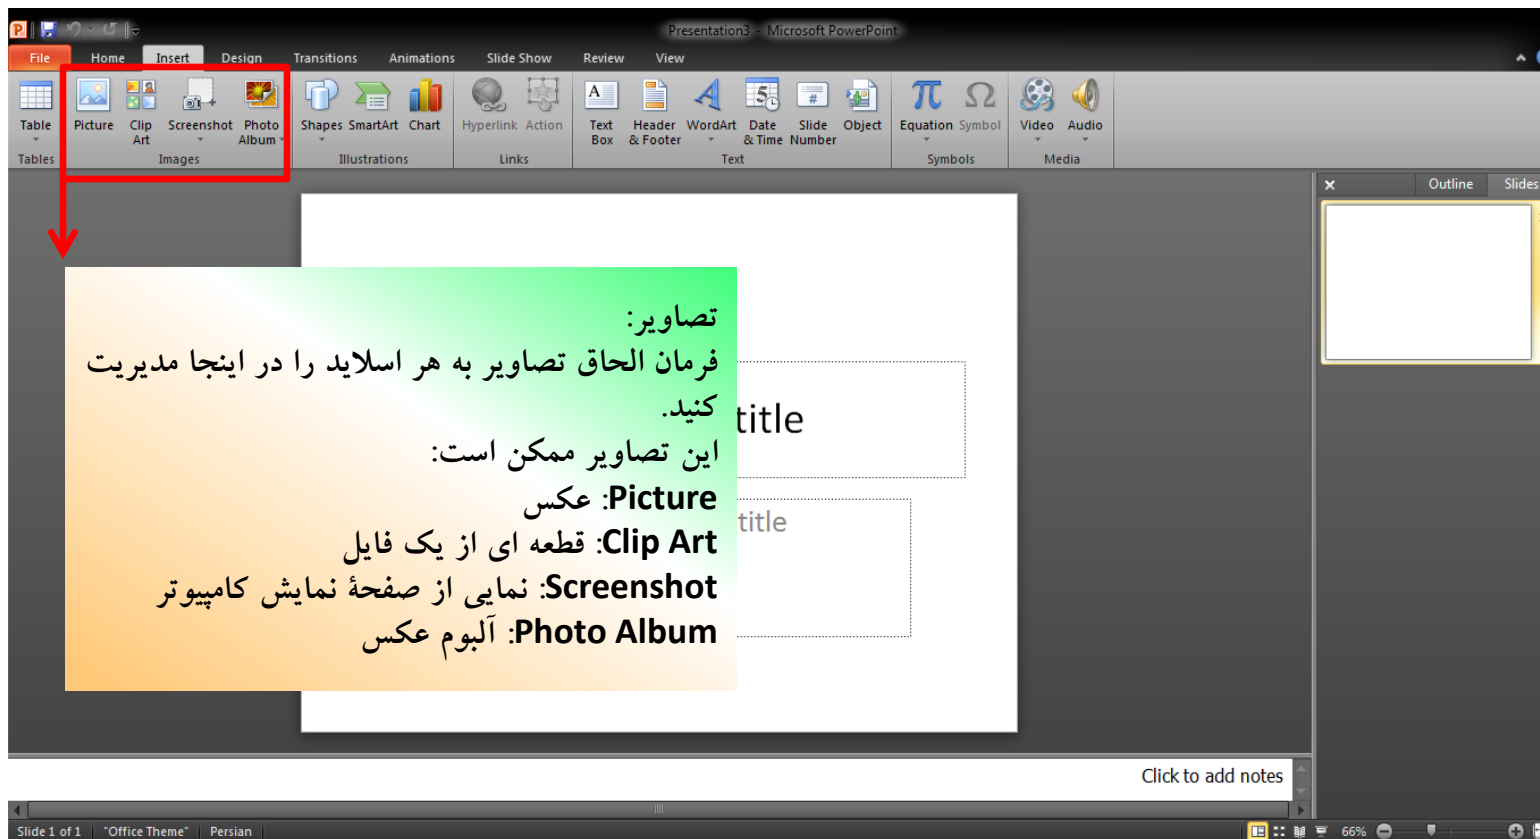 Presentation3 - Microsoft PowerPoint
File Home Insert Design Transitions Animations Slide Show Review View
Table
Picture
Clip Art
Screenshot
Photo Album
Shapes
SmartArt
Chart
Hyperlink
Action
Text Box
Header & Footer
WordArt
Date & Time
Slide Number
Object
Equation
Symbol
Video
Audio
Tables Images Illustrations Links Text Symbols Media
Outline Slides
تصاویر:
فرمان الحاق تصاویر به هر اسلاید را در اینجا مدیریت
کنید.
این تصاویر ممکن است:
Picture: عکس
Clip Art: قطعه ای از یک فایل
Screenshot: نمایی از صفحۀ نمایش کامپیوتر
Photo Album: آلبوم عکس
title
title
Click to add notes
Slide 1 of 1 "Office Theme" Persian 66%